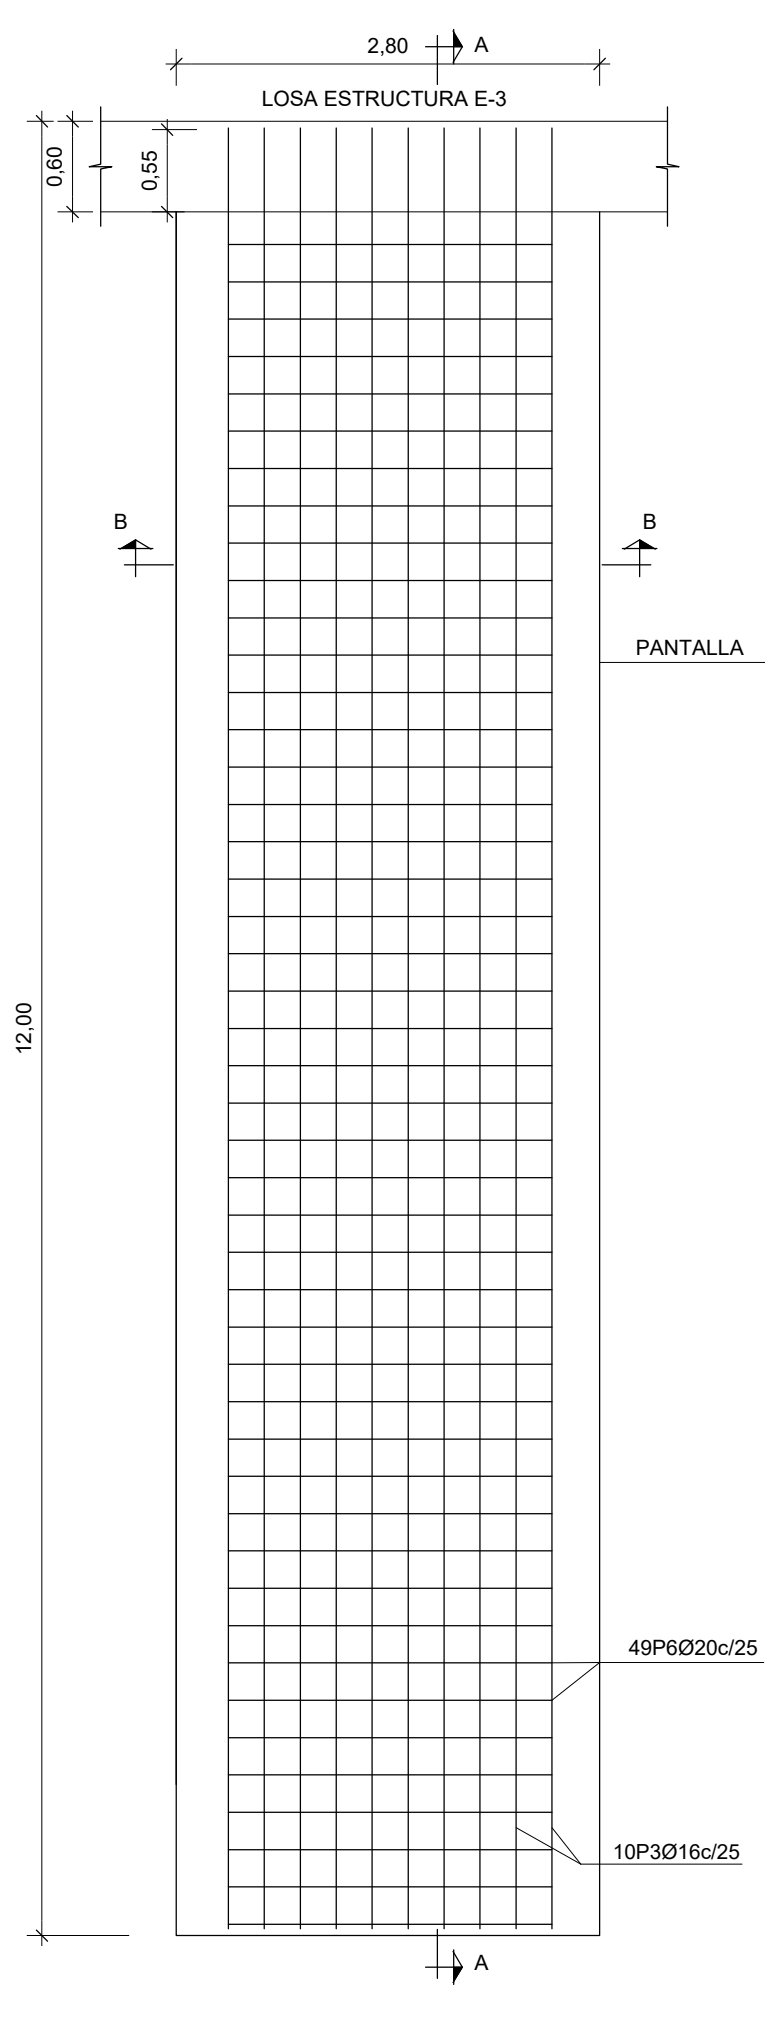 2,80
A
LOSA ESTRUCTURA E-3
0,60
0,55
B
B
PANTALLA
12,00
49P6Ø20c/25
10P3Ø16c/25
A